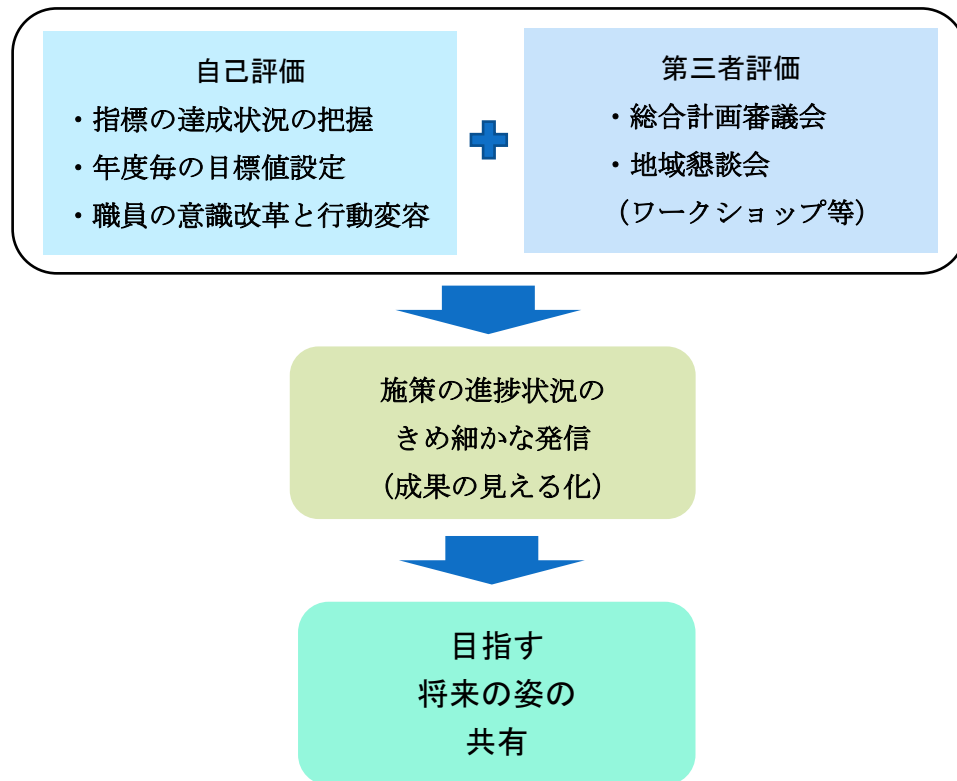 自己評価
・指標の達成状況の把握
・年度毎の目標値設定
・職員の意識改革と行動変容
第三者評価
・総合計画審議会
・地域懇談会
（ワークショップ等）
施策の進捗状況の
きめ細かな発信
（成果の見える化）
目指す
将来の姿の
共有